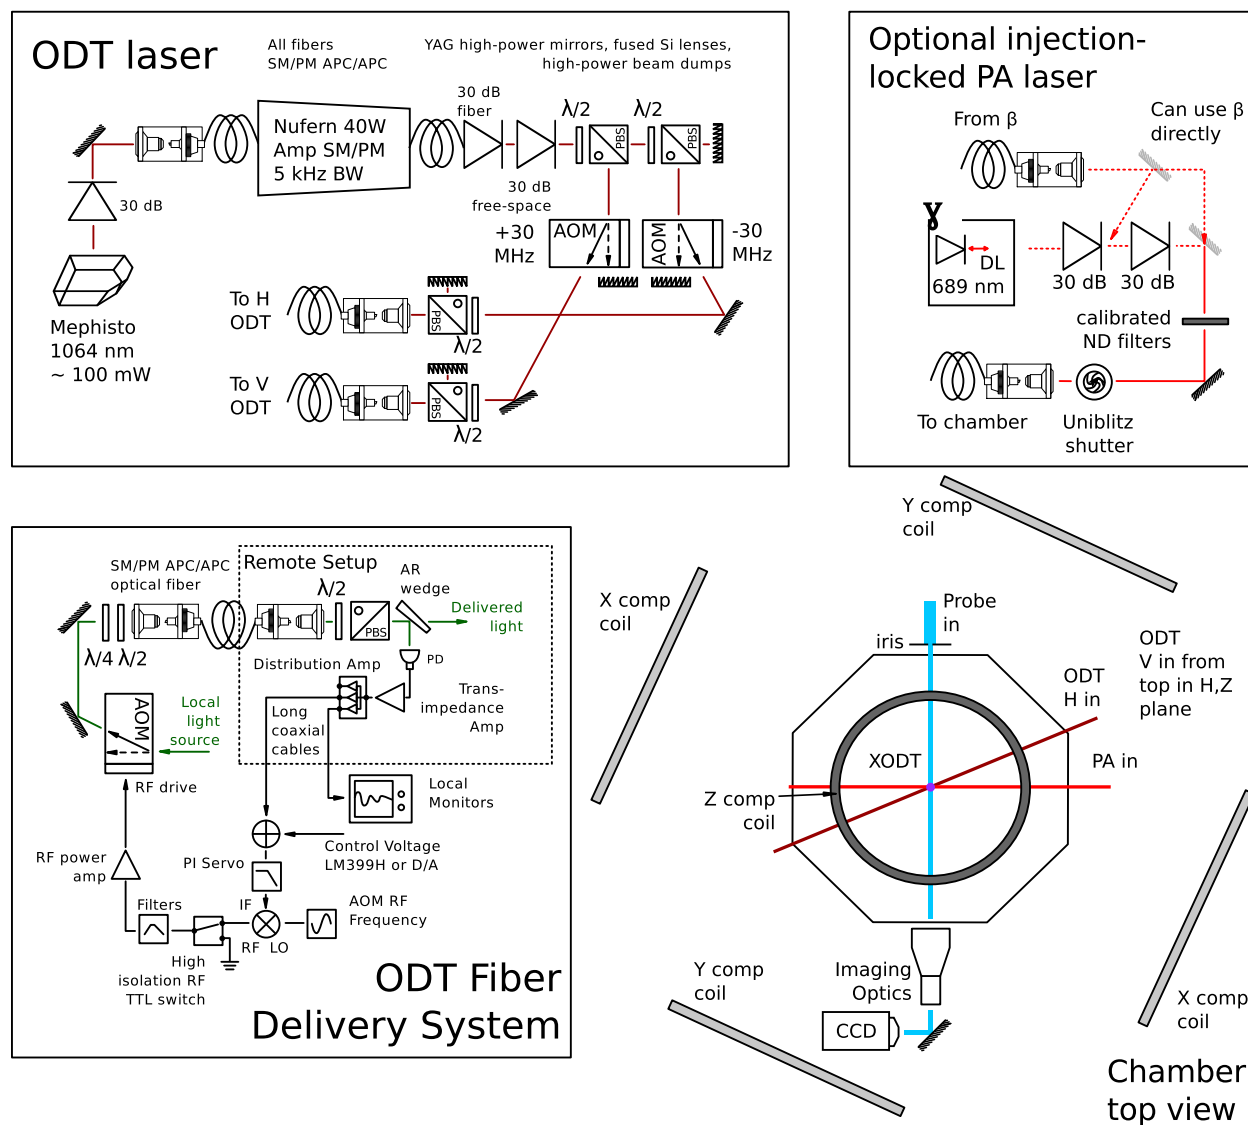 ODT laser
All fibers
SM/PM APC/APC
YAG high-power mirrors, fused Si lenses,
high-power beam dumps
30 dB
fiber
λ/2
λ/2
Nufern 40W
Amp SM/PM
5 kHz BW
PBS
PBS
30 dB
30 dB
free-space
+30
MHz
AOM
AOM
-30
MHz
To H
ODT
PBS
λ/2
Mephisto
1064 nm
~ 100 mW
To V
ODT
PBS
λ/2
Optional injection-
locked PA laser
From β
Can use β
directly
γ
DL
689 nm
30 dB
30 dB
calibrated
ND filters
To chamber
Uniblitz
shutter
SM/PM APC/APC
optical fiber
Remote Setup
λ/2
AR
wedge
Delivered
light
PBS
λ/4
λ/2
PD
Distribution Amp
Trans-
impedance
Amp
AOM
Local
light
source
Long
coaxial
cables
RF drive
Local
Monitors
RF power
amp
PI Servo
Control Voltage
LM399H or D/A
Filters
IF
AOM RF
Frequency
RF
LO
High
isolation RF
TTL switch
ODT Fiber
Delivery System
Y comp
coil
X comp
coil
Probe
in
iris
ODT
V in from
top in H,Z
plane
ODT
H in
XODT
PA in
Z comp
coil
Y comp
coil
Imaging
Optics
CCD
X comp
coil
Chamber
top view